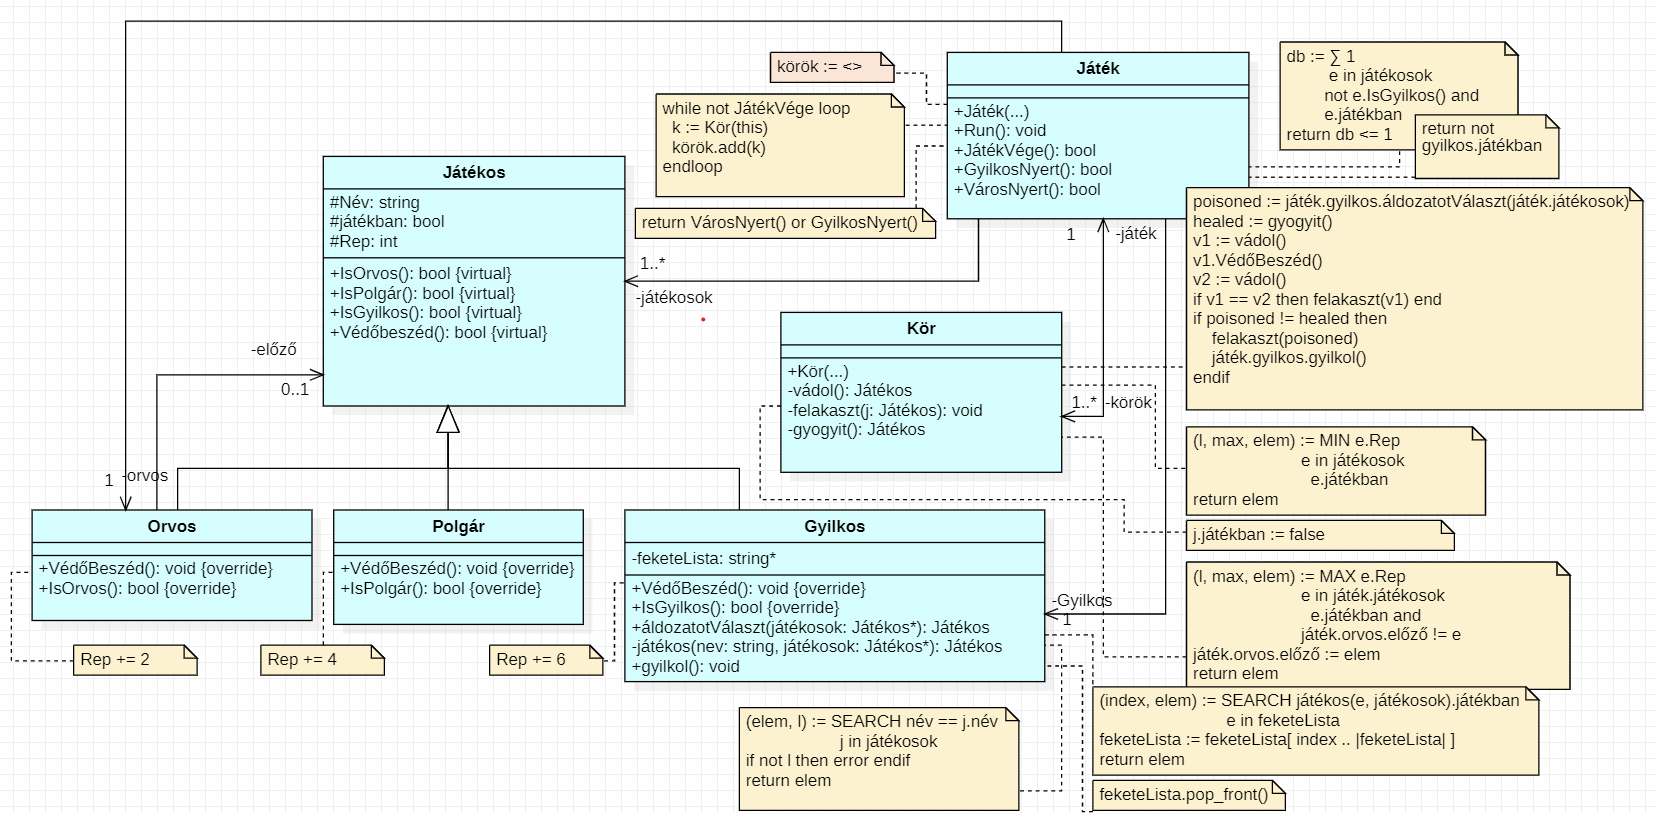 körök := <>
Játék
+Játék(...)
+Run(): void
+JátékVége(): bool
+GyilkosNyert(): bool
+VárosNyert(): bool
while not JátékVége loop
k := Kör(this)
körök.add(k)
endloop
return VárosNyert() or GyilkosNyert()
db := ∑ 1
e in játékosok
not e.IsGyilkos() and
e.játékban
return db <= 1
return not
gyilkos.játékban
Játékos
#Név: string
#játékban: bool
#Rep: int
+IsOrvos(): bool {virtual}
+IsPolgár(): bool {virtual}
+IsGyilkos(): bool {virtual}
+Védőbeszéd(): bool {virtual}
1..*
-játékosok
1
-játék
-előző
0..1
Kör
+Kör(...)
-vádol(): Játékos
-felakaszt(j: Játékos): void
-gyogyit(): Játékos
1..*
-körök
poisoned := játék.gyilkos.áldozatotVálaszt(játék.játékosok)
healed := gyogyit()
v1 := vádol()
v1.VédőBeszéd()
v2 := vádol()
if v1 == v2 then felakaszt(v1) end
if poisoned != healed then
felakaszt(poisoned)
játék.gyilkos.gyilkol()
endif
(l, max, elem) := MIN e.Rep
e in játékosok
e.játékban
return elem
j.játékban := false
(l, max, elem) := MAX e.Rep
e in játék.játékosok
e.játékban and
játék.orvos.előző != e
játék.orvos.előző := elem
return elem
1
-orvos
Orvos
+VédőBeszéd(): void {override}
+IsOrvos(): bool {override}
Polgár
+VédőBeszéd(): void {override}
+IsPolgár(): bool {override}
Gyilkos
-feketeLista: string*
+VédőBeszéd(): void {override}
+IsGyilkos(): bool {override}
+áldozatotVálaszt(játékosok: Játékos*): Játékos
-játékos(nev: string, játékosok: Játékos*): Játékos
+gyilkol(): void
-Gyilkos
1
Rep += 2
Rep += 4
Rep += 6
(elem, l) := SEARCH név == j.név
j in játékosok
if not l then error endif
return elem
(index, elem) := SEARCH játékos(e, játékosok).játékban
e in feketeLista
feketeLista := feketeLista[ index .. |feketeLista| ]
return elem
feketeLista.pop_front()